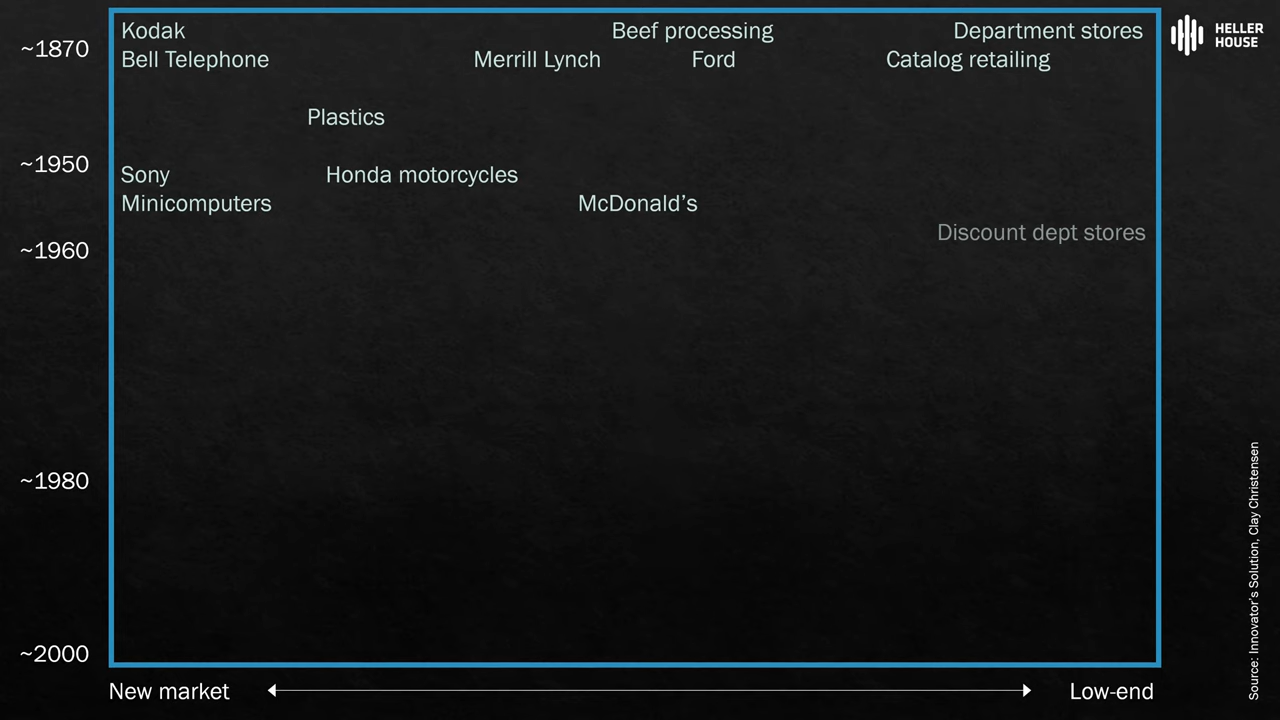 Kodak Beef processing Department stores
~1870
Bell Telephone Merrill Lynch Ford Catalog retailing
HELLER
HOUSE
Plastics
~1950
Sony Honda motorcycles
Minicomputers McDonald’s
Discount dept stores
~1960
~1980
~2000
New market Low-end
Source: Innovator’s Solution, Clay Christensen